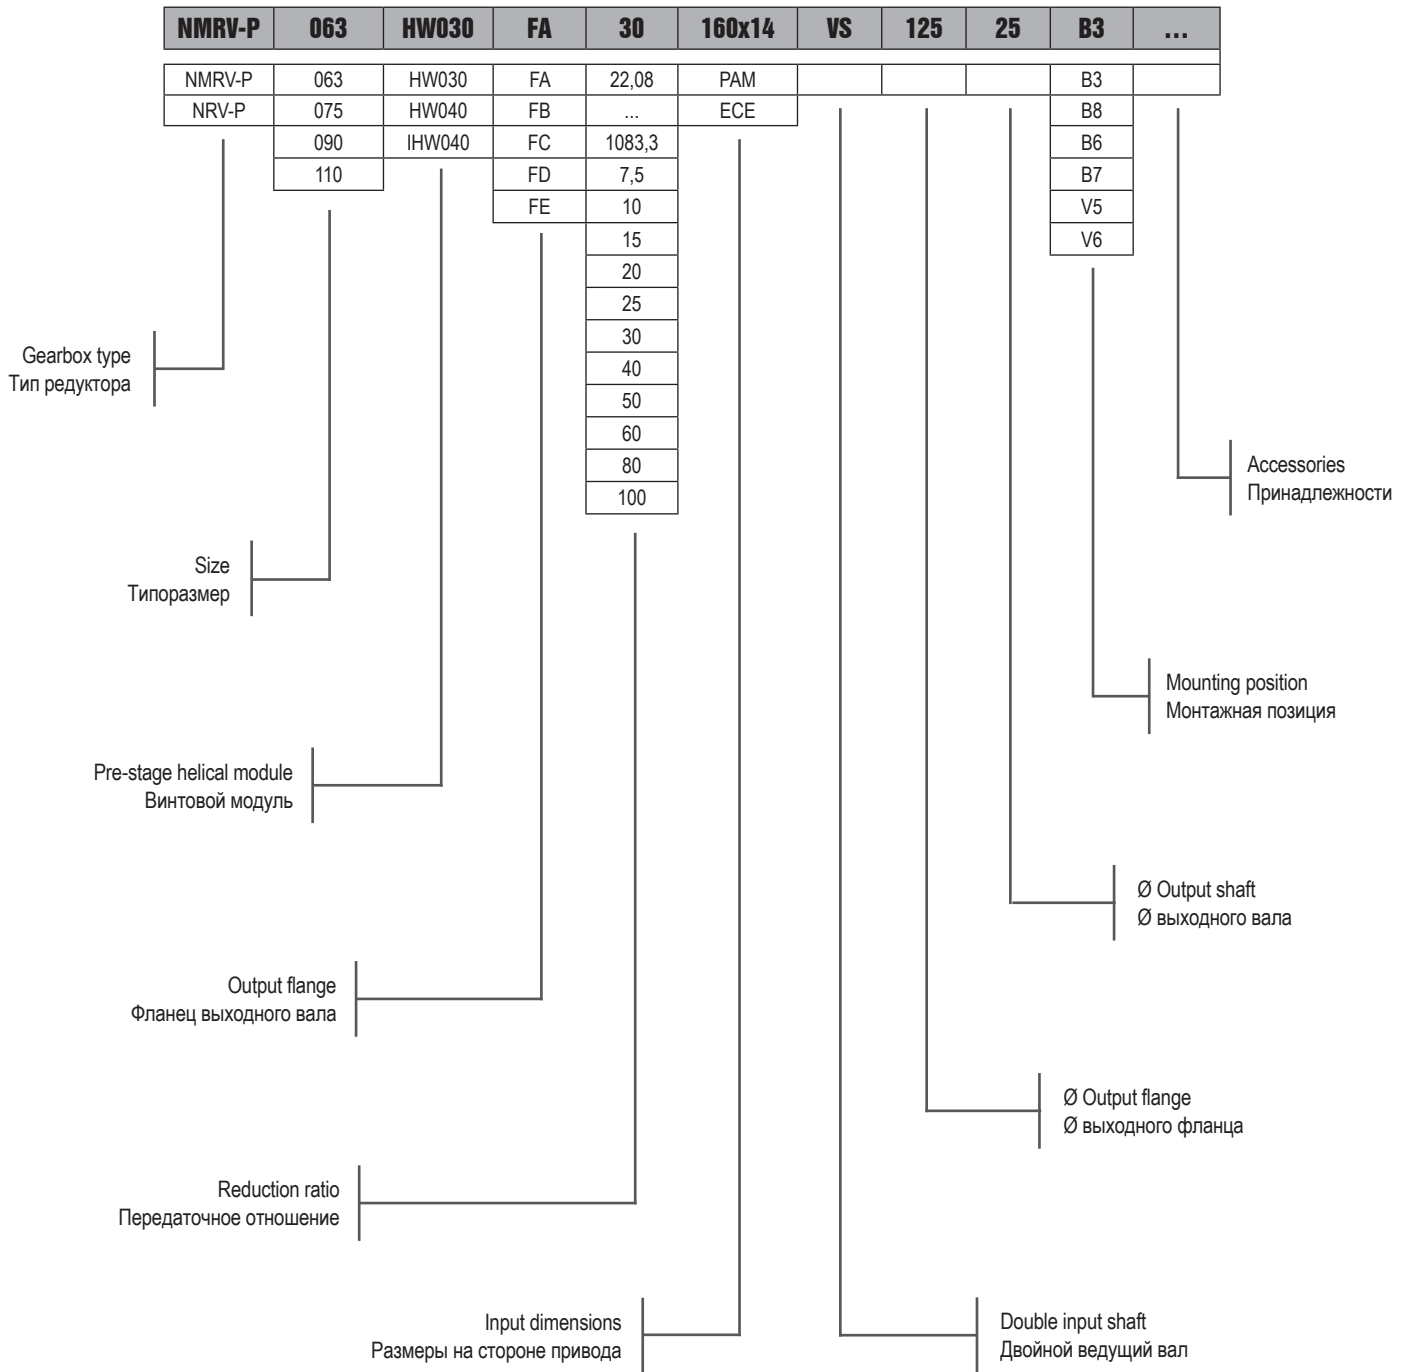 NMRV-P 063 HW030 FA 30 160x14 VS 125 25 B3 ...
NMRV-P 063 HW030 FA 22,08 PAM B3
NRV-P 075 HW040 FB ... ECE B8
090 IHW040 FC 1083,3 B6
110 FD 7,5 B7
FE 10 V5
15 V6
20
25
30
40
50
60
80
100
Gearbox type
Тип редуктора
Accessories
Принадлежности
Size
Типоразмер
Mounting position
Монтажная позиция
Pre-stage helical module
Винтовой модуль
Ø Output shaft
Ø выходного вала
Output flange
Фланец выходного вала
Ø Output flange
Ø выходного фланца
Reduction ratio
Передаточное отношение
Input dimensions
Размеры на стороне привода
Double input shaft
Двойной ведущий вал